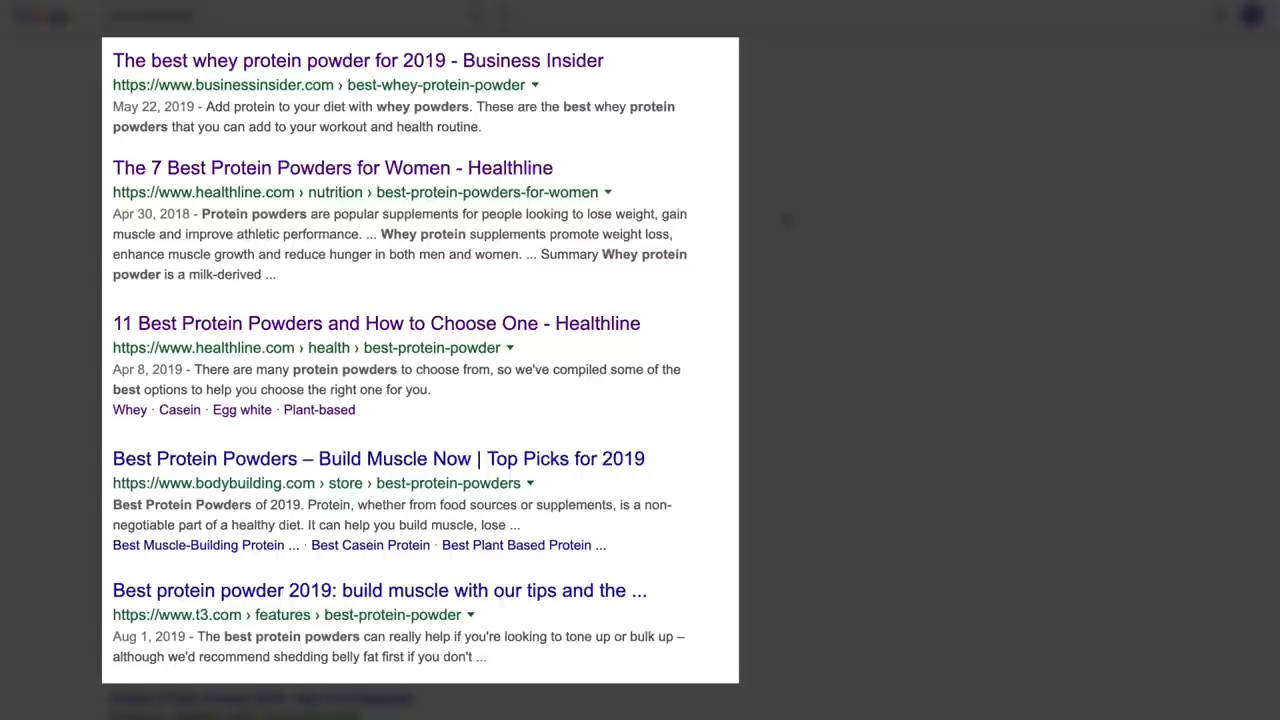 The best whey protein powder for 2019 - Business Insider
https://www.businessinsider.com › best-whey-protein-powder
May 22, 2019 - Add protein to your diet with whey powders. These are the best whey protein
powders that you can add to your workout and health routine.
The 7 Best Protein Powders for Women - Healthline
https://www.healthline.com › nutrition › best-protein-powders-for-women
Apr 30, 2018 - Protein powders are popular supplements for people looking to lose weight, gain
muscle and improve athletic performance. ... Whey protein supplements promote weight loss,
enhance muscle growth and reduce hunger in both men and women. ... Summary Whey protein
powder is a milk-derived ...
11 Best Protein Powders and How to Choose One - Healthline
https://www.healthline.com › health › best-protein-powder
Apr 8, 2019 - There are many protein powders to choose from, so we've compiled some of the
best options to help you choose the right one for you.
Whey · Casein · Egg white · Plant-based
Best Protein Powders – Build Muscle Now | Top Picks for 2019
https://www.bodybuilding.com › store › best-protein-powders
Best Protein Powders of 2019. Protein, whether from food sources or supplements, is a non-
negotiable part of a healthy diet. It can help you build muscle, lose ...
Best Muscle-Building Protein ... · Best Casein Protein · Best Plant Based Protein ...
Best protein powder 2019: build muscle with our tips and the ...
https://www.t3.com › features › best-protein-powder
Aug 1, 2019 - The best protein powders can really help if you're looking to tone up or bulk up –
although we'd recommend shedding belly fat first if you don't ...